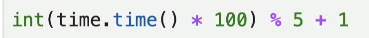 int(time.time() * 100) % 5 + 1